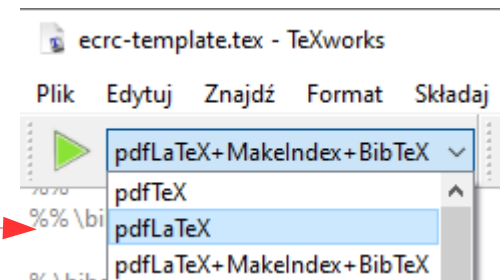 ecrc-template.tex - TeXworks
Plik Edytuj Znajdź Format Składaj
pdfLaTeX+MakeIndex+BibTeX
pdfTeX
%% \bi
pdfLaTeX
pdfLaTeX+MakeIndex+BibTeX